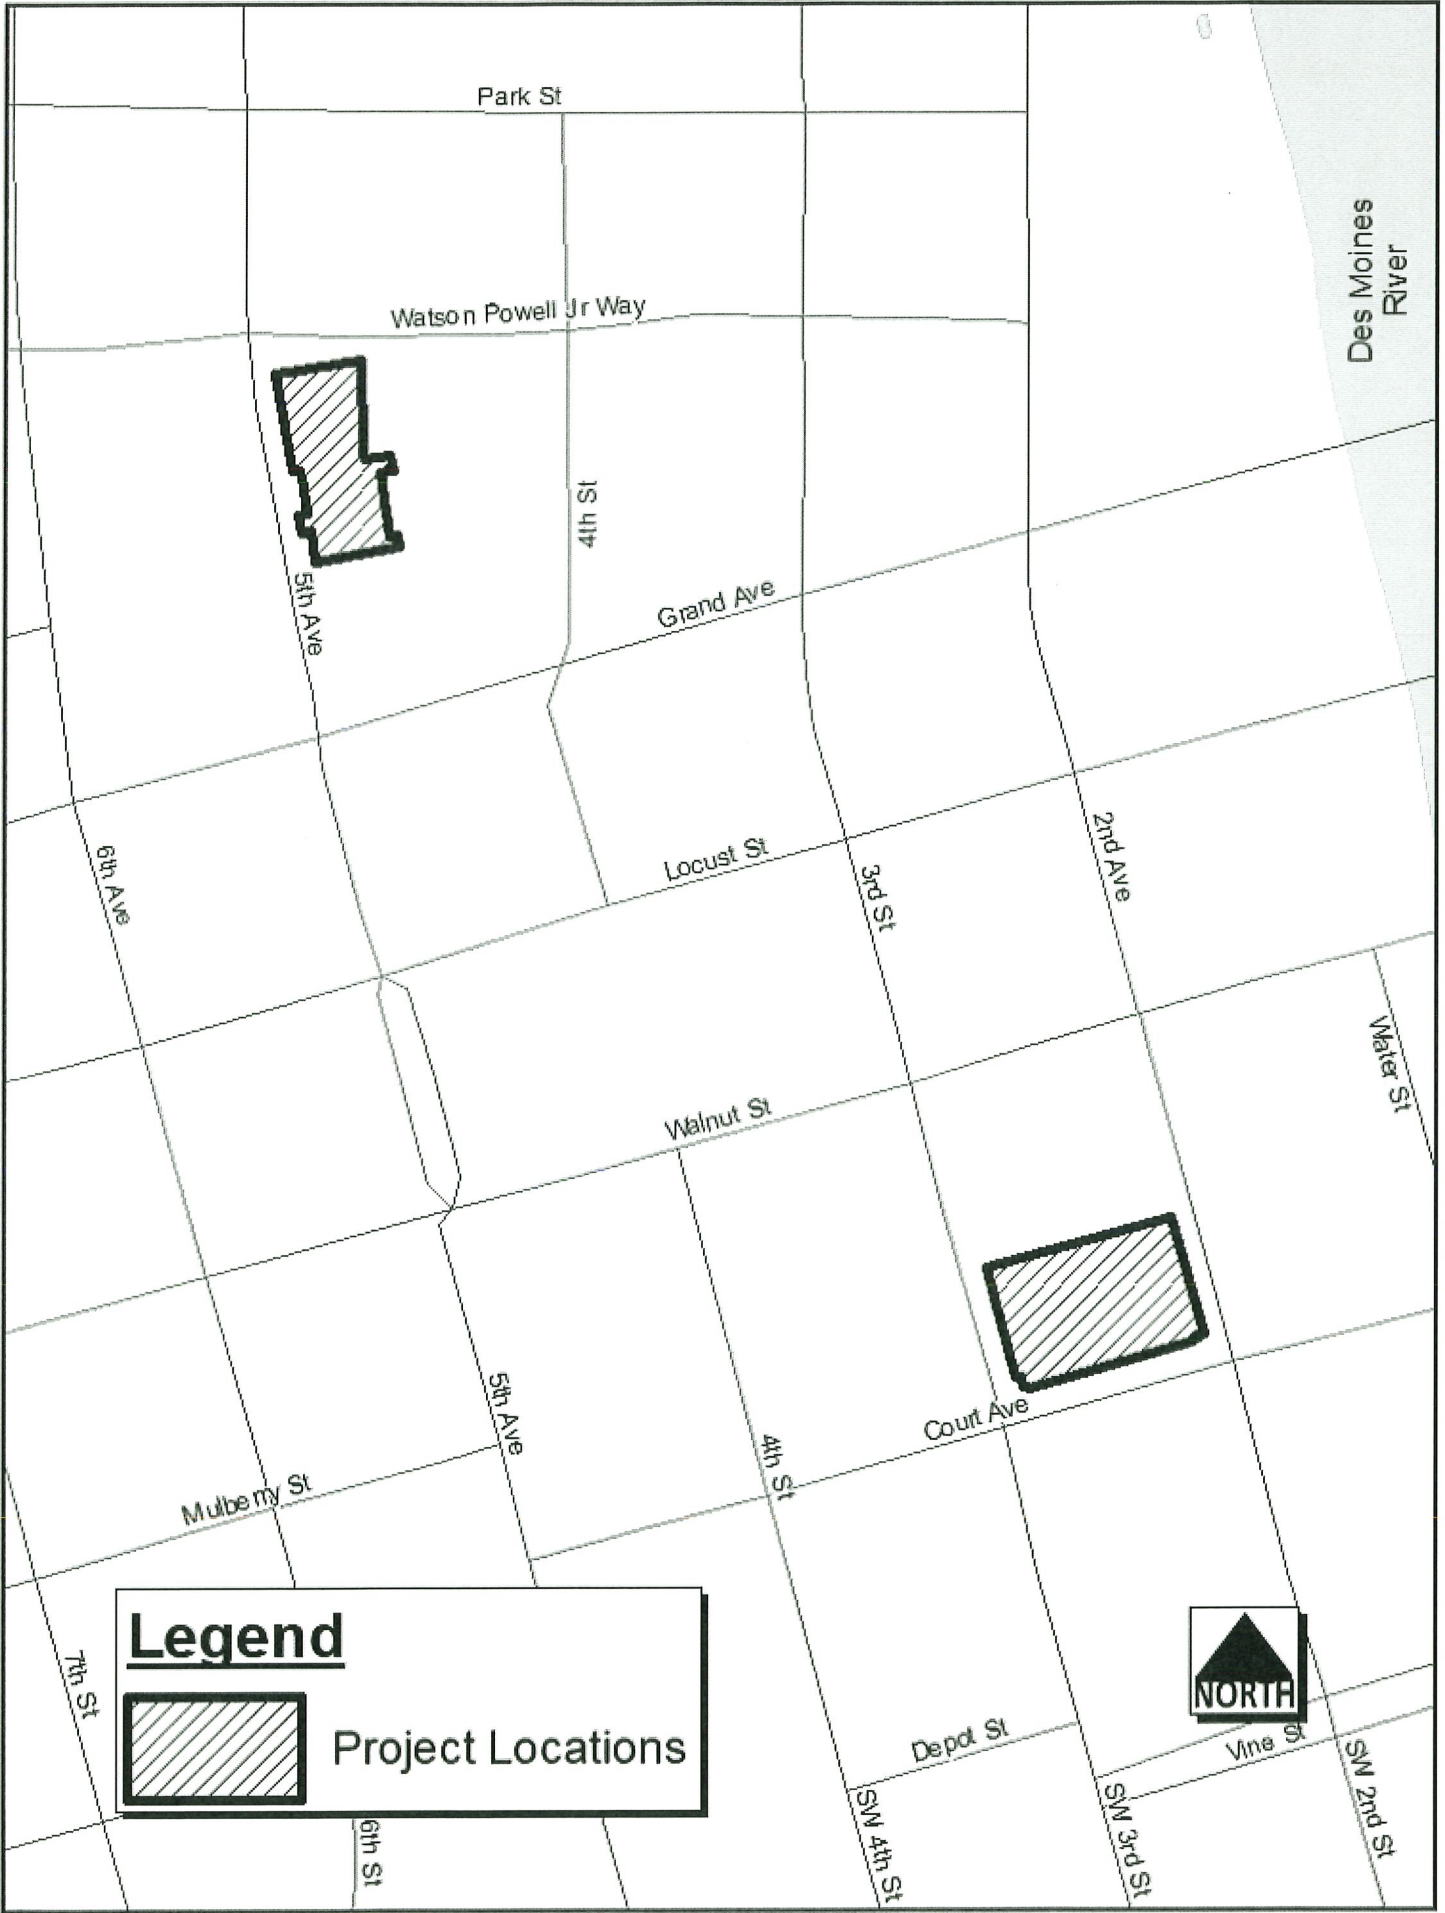 Park St
Des Moines
River
Watson Powell Jr Way
4th St
5th Ave
Grand Ave
2nd Ave
6th Ave
Locust St
3rd St
Water St
Walnut St
5th Ave
Court Ave
4th St
Mulberry St
Legend
Project Locations
NORTH
7th St
Depot St
Vine St
SW 2nd St
SW 4th St
SW 3rd St
6th St